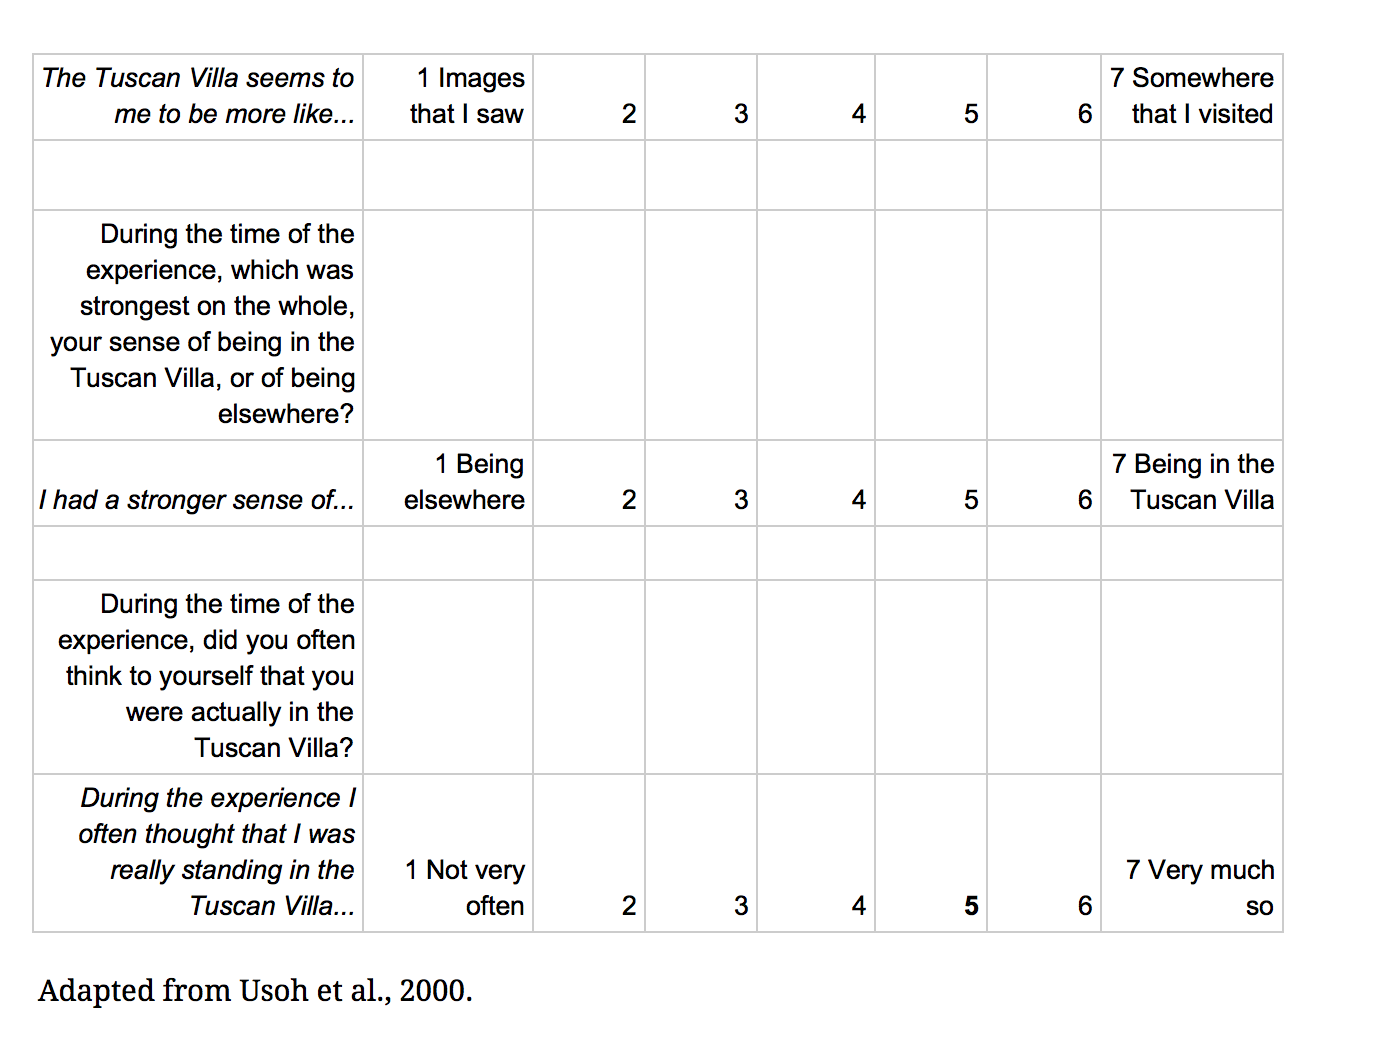 The Tuscan Villa seems to
me to be more like...
1 Images
that I saw
2
3
4
5
6
7 Somewhere
that I visited
During the time of the
experience, which was
strongest on the whole,
your sense of being in the
Tuscan Villa, or of being
elsewhere?
I had a stronger sense of...
1 Being
elsewhere
2
3
4
5
6
7 Being in the
Tuscan Villa
During the time of the
experience, did you often
think to yourself that you
were actually in the
Tuscan Villa?
During the experience I
often thought that I was
really standing in the
Tuscan Villa...
1 Not very
often
2
3
4
5
6
7 Very much
so
Adapted from Usoh et al., 2000.